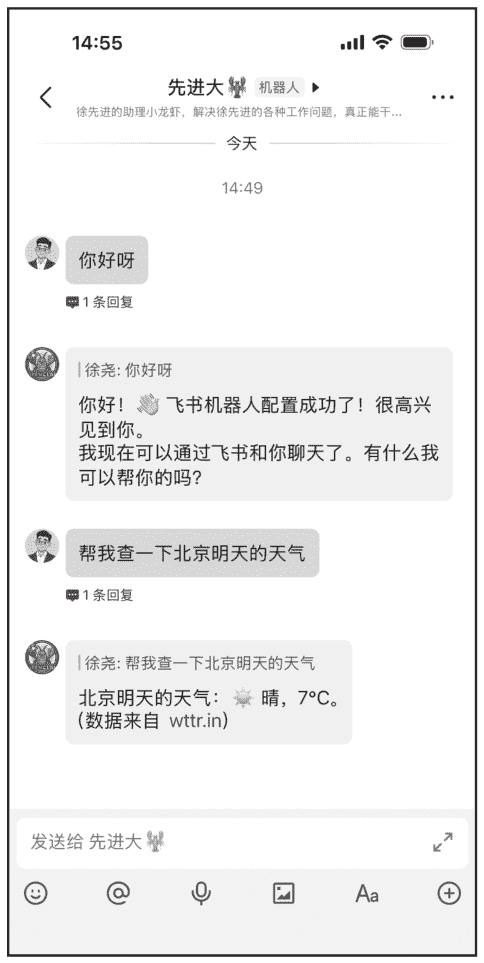 14:55
先进大🦞 机器人
徐先进的助理小龙虾，解决徐先进的各种工作问题，真正能干...
今天
14:49
你好呀
1 条回复
徐尧: 你好呀
你好！👋 飞书机器人配置成功了！很高兴
见到你。
我现在可以通过飞书和你聊天了。有什么我
可以帮你的吗?
帮我查一下北京明天的天气
1 条回复
徐尧: 帮我查一下北京明天的天气
北京明天的天气：☀️ 晴，7°C。
(数据来自 wttr.in)
发送给 先进大🦞
Aa